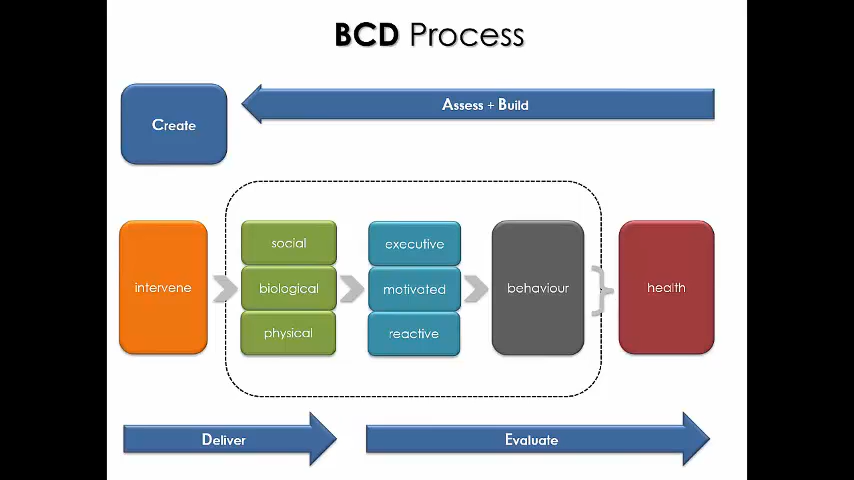 BCD Process
Create
Assess + Build
intervene
social
biological
physical
executive
motivated
reactive
behaviour
health
Deliver
Evaluate